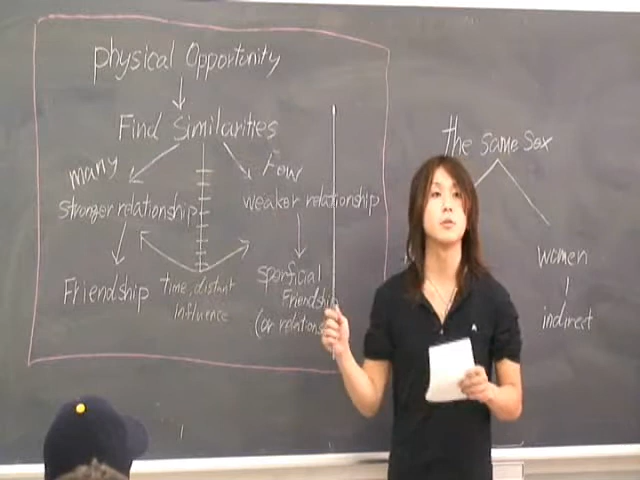 Physical Opportunity
Find Similarities
many
Few
stronger relationship
weaker relationship
Friendship
time, distant
influence
sporficial
Friendship
(or relations
the same Sex
women
indirect